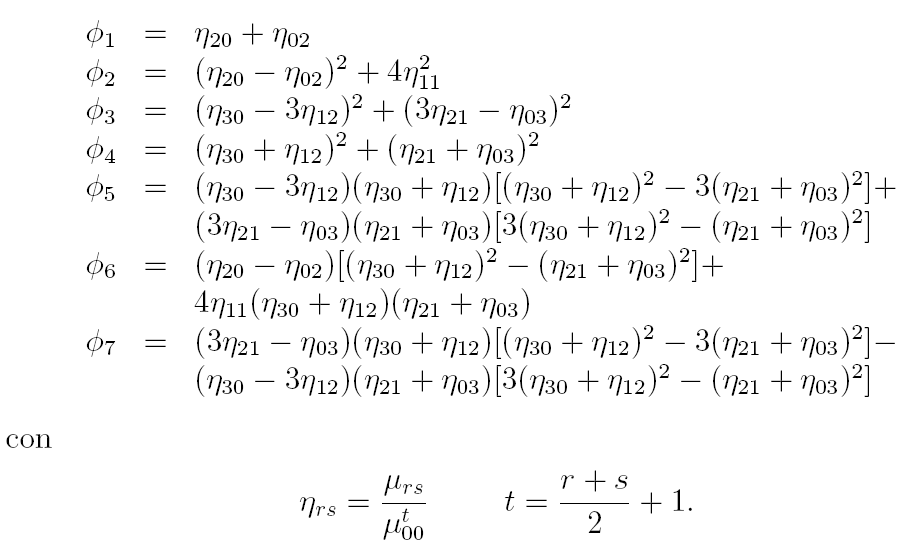 ϕ₁ = η₂₀ + η₀₂
ϕ₂ = (η₂₀ − η₀₂)² + 4η₁₁²
ϕ₃ = (η₃₀ − 3η₁₂)² + (3η₂₁ − η₀₃)²
ϕ₄ = (η₃₀ + η₁₂)² + (η₂₁ + η₀₃)²
ϕ₅ = (η₃₀ − 3η₁₂)(η₃₀ + η₁₂)[(η₃₀ + η₁₂)² − 3(η₂₁ + η₀₃)²]+
(3η₂₁ − η₀₃)(η₂₁ + η₀₃)[3(η₃₀ + η₁₂)² − (η₂₁ + η₀₃)²]
ϕ₆ = (η₂₀ − η₀₂)[(η₃₀ + η₁₂)² − (η₂₁ + η₀₃)²]+
4η₁₁(η₃₀ + η₁₂)(η₂₁ + η₀₃)
ϕ₇ = (3η₂₁ − η₀₃)(η₃₀ + η₁₂)[(η₃₀ + η₁₂)² − 3(η₂₁ + η₀₃)²]−
(η₃₀ − 3η₁₂)(η₂₁ + η₀₃)[3(η₃₀ + η₁₂)² − (η₂₁ + η₀₃)²]
con
η_{rs} = μ_{rs}/μ₀₀^t t = (r + s)/2 + 1.